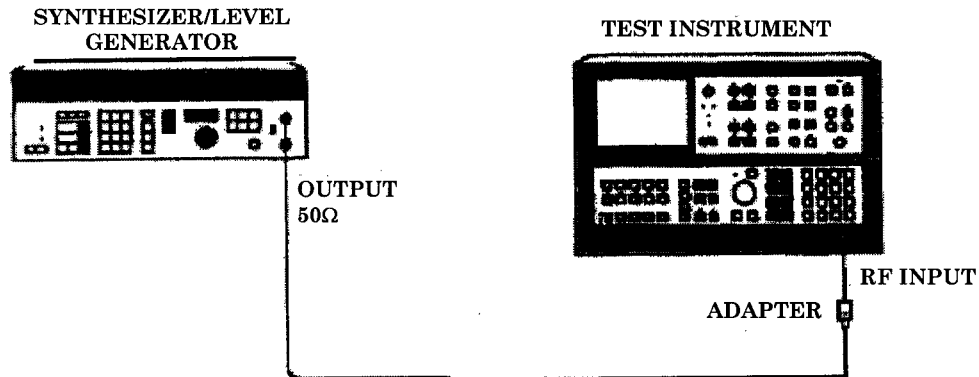 SYNTHESIZER/LEVEL
GENERATOR
TEST INSTRUMENT
OUTPUT
50Ω
RF INPUT
ADAPTER